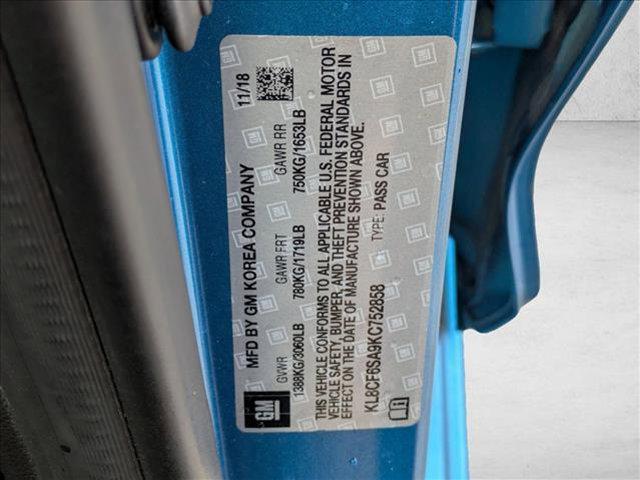 MFD BY GM KOREA COMPANY 11/18
GVWR GAWR FRT GAWR RR
1388KG/3060LB 780KG/1719LB 750KG/1653LB
THIS VEHICLE CONFORMS TO ALL APPLICABLE U.S. FEDERAL MOTOR
VEHICLE SAFETY, BUMPER, AND THEFT PREVENTION STANDARDS IN
EFFECT ON THE DATE OF MANUFACTURE SHOWN ABOVE.
KL8CF6SA9KC752858 TYPE: PASS CAR
GM